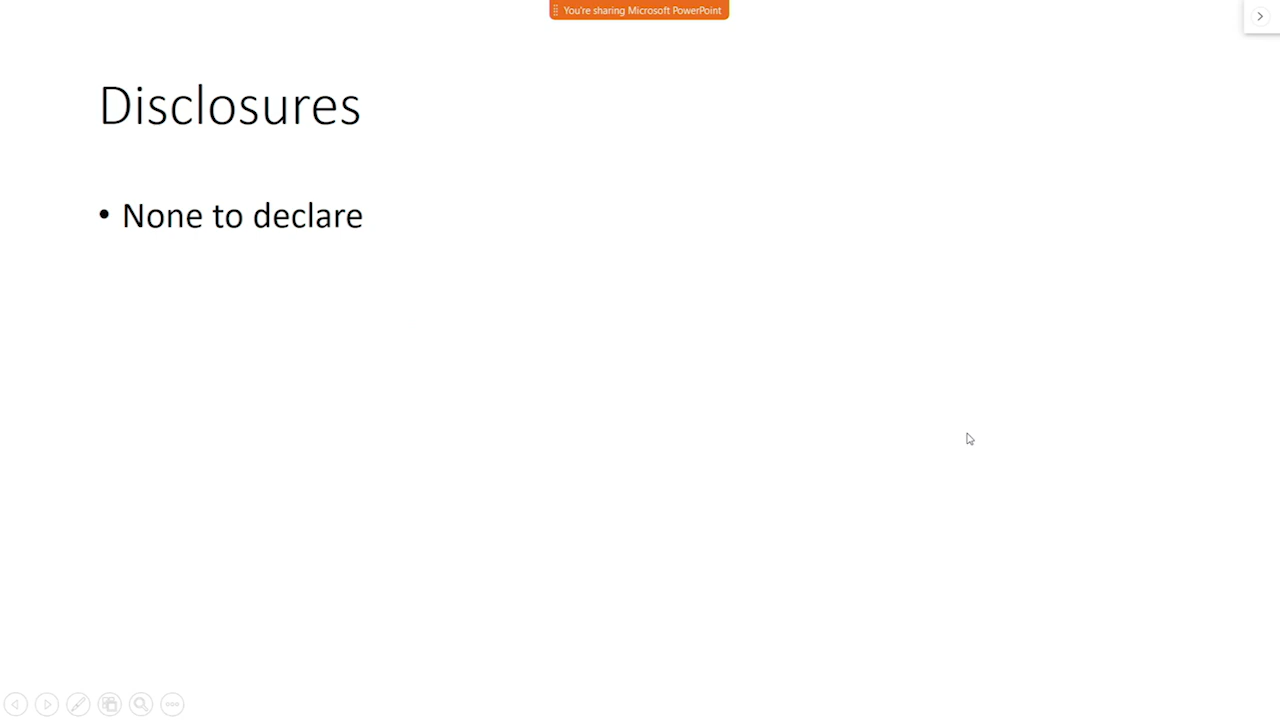 You're sharing Microsoft PowerPoint
Disclosures
• None to declare